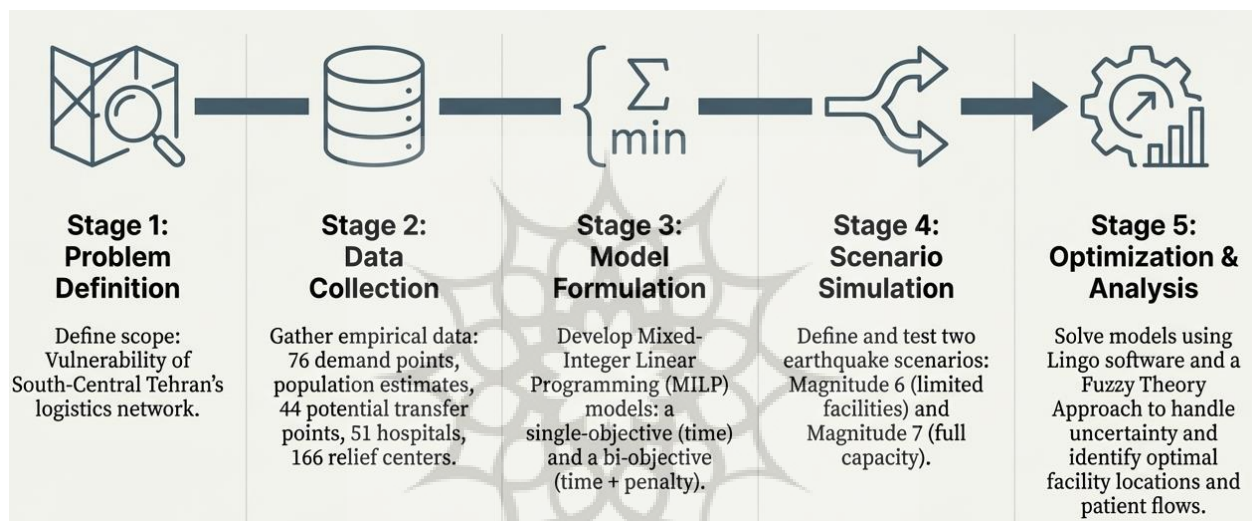 Σ
min
Stage 1:
Problem
Definition
Define scope:
Vulnerability of
South-Central Tehran’s
logistics network.
Stage 2:
Data
Collection
Gather empirical data:
76 demand points,
population estimates,
44 potential transfer
points, 51 hospitals,
166 relief centers.
Stage 3:
Model
Formulation
Develop Mixed-
Integer Linear
Programming (MILP)
models: a
single-objective (time)
and a bi-objective
(time + penalty).
Stage 4:
Scenario
Simulation
Define and test two
earthquake scenarios:
Magnitude 6 (limited
facilities) and
Magnitude 7 (full
capacity).
Stage 5:
Optimization &
Analysis
Solve models using
Lingo software and a
Fuzzy Theory
Approach to handle
uncertainty and
identify optimal
facility locations and
patient flows.